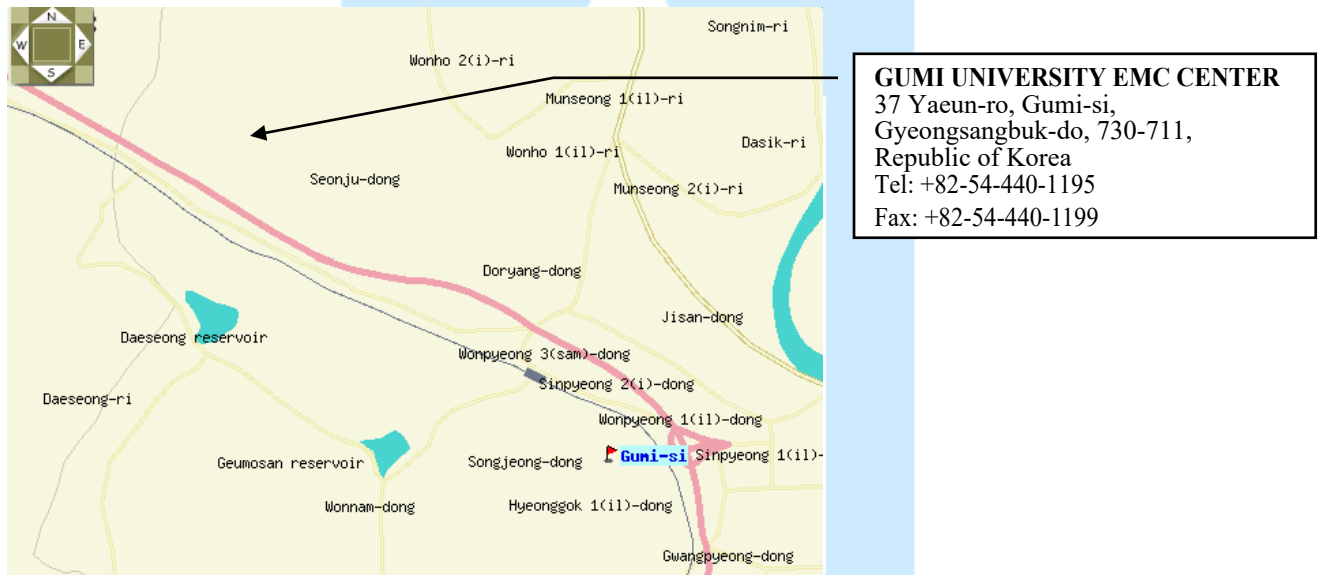 N
W E
S
Songnim-ri
Wonho 2(i)-ri
Munseong 1(il)-ri
Dasik-ri
Wonho 1(il)-ri
Seonju-dong
Munseong 2(i)-ri
Doryang-dong
Jisan-dong
Daeseong reservoir
Wonpyeong 3(sam)-dong
Sinpyeong 2(i)-dong
Daeseong-ri
Wonpyeong 1(il)-dong
Gumi-si
Sinpyeong 1(il)-
Geumosan reservoir
Songjeong-dong
Wonnam-dong
Hyeonggok 1(il)-dong
Gwangpyeong-dong
GUMI UNIVERSITY EMC CENTER
37 Yaeun-ro, Gumi-si,
Gyeongsangbuk-do, 730-711,
Republic of Korea
Tel: +82-54-440-1195
Fax: +82-54-440-1199